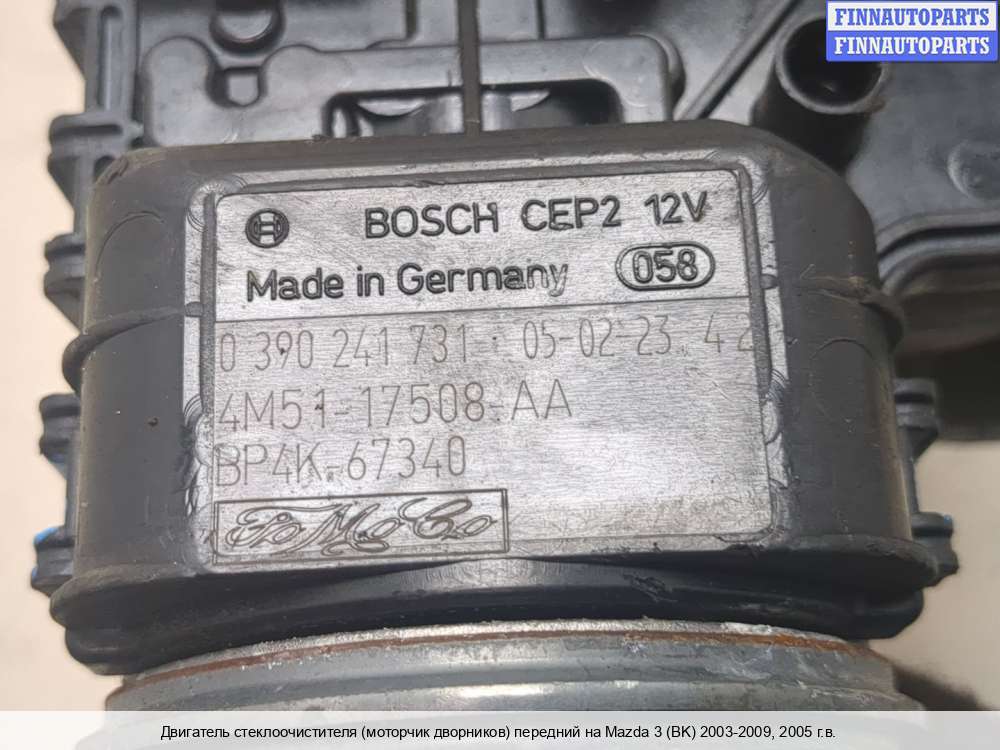 FINNAUTOPARTS
FINNAUTOPARTS
BOSCH CEP2 12V
Made in Germany 058
0 390 241 731 05-02-23 42
4M51-17508-AA
BP4K-67340
FoMoCo
Двигатель стеклоочистителя (моторчик дворников) передний на Mazda 3 (BK) 2003-2009, 2005 г.в.